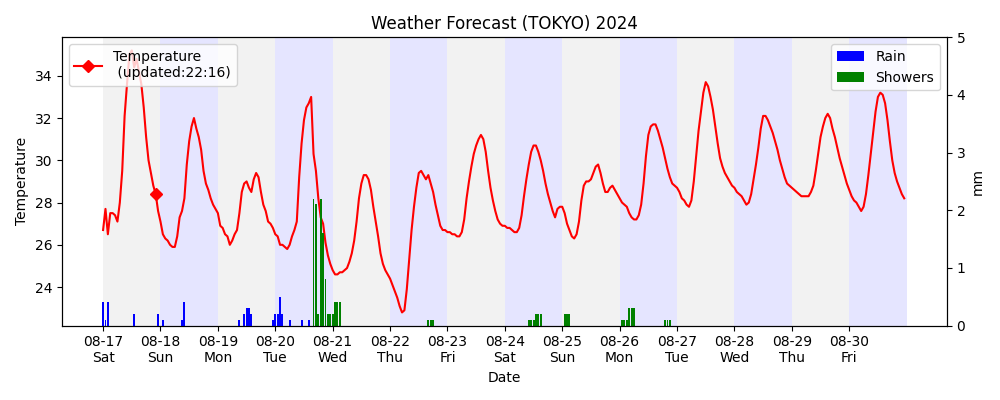 Weather Forecast (TOKYO) 2024
Temperature
(updated:22:16)
Rain
Showers
Temperature
34
32
30
28
26
24
5
4
3
2
1
0
mm
08-17 08-18 08-19 08-20 08-21 08-22 08-23 08-24 08-25 08-26 08-27 08-28 08-29 08-30
Sat Sun Mon Tue Wed Thu Fri Sat Sun Mon Tue Wed Thu Fri
Date